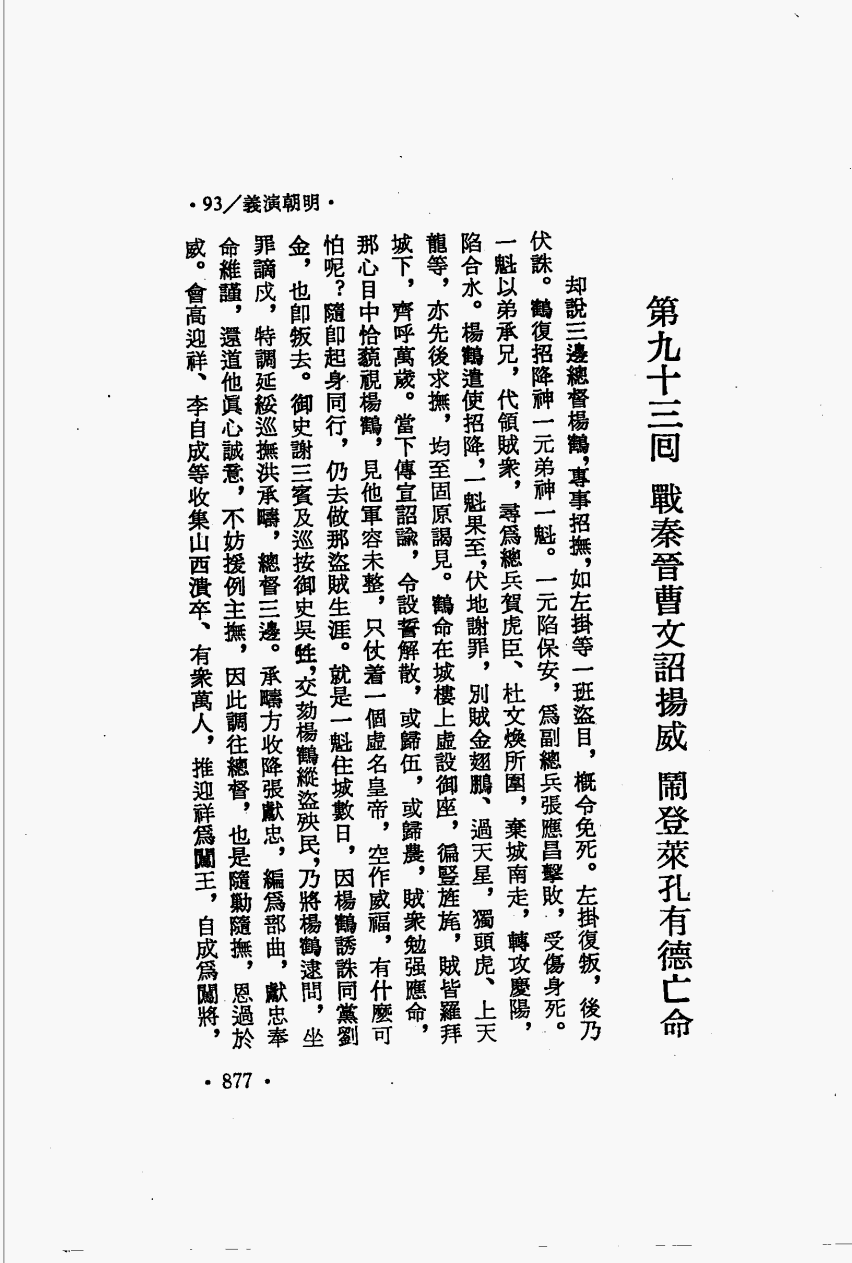 ·93／義演朝明·
第九十三回 戰秦晉曹文詔揚威 鬧登萊孔有德亡命
却說三邊總督楊鶴，專事招撫，如左掛等一班盜目，概令免死。左掛復叛，後乃
伏誅。鶴復招降神一元弟神一魁。一元陷保安，爲副總兵張應昌擊敗，受傷身死。
一魁以弟承兄，代領賊衆，尋爲總兵賀虎臣、杜文煥所圍，棄城南走，轉攻慶陽，
陷合水。楊鶴遣使招降，一魁果至，伏地謝罪，別賊金翅鵬、過天星，獨頭虎、上天
龍等，亦先後求撫，均至固原謁見。鶴命在城樓上虛設御座，徧豎旌旄，賊皆羅拜
城下，齊呼萬歲。當下傳宣詔諭，令設誓解散，或歸伍，或歸農，賊衆勉强應命，
那心目中恰藐視楊鶴，見他軍容未整，只仗着一個虛名皇帝，空作威福，有什麼可
怕呢？隨即起身同行，仍去做那盜賊生涯。就是一魁住城數日，因楊鶴誘誅同黨劉
金，也即叛去。御史謝三賓及巡按御史吳甡，交劾楊鶴縱盜殃民，乃將楊鶴逮問，坐
罪謫戍，特調延綏巡撫洪承疇，總督三邊。承疇方收降張獻忠，編爲部曲，獻忠奉
命維謹，還道他眞心誠意，不妨援例主撫，因此調往總督，也是隨勦隨撫，恩過於
威。會高迎祥、李自成等收集山西潰卒、有衆萬人，推迎祥爲闖王，自成爲闖將，
·877·